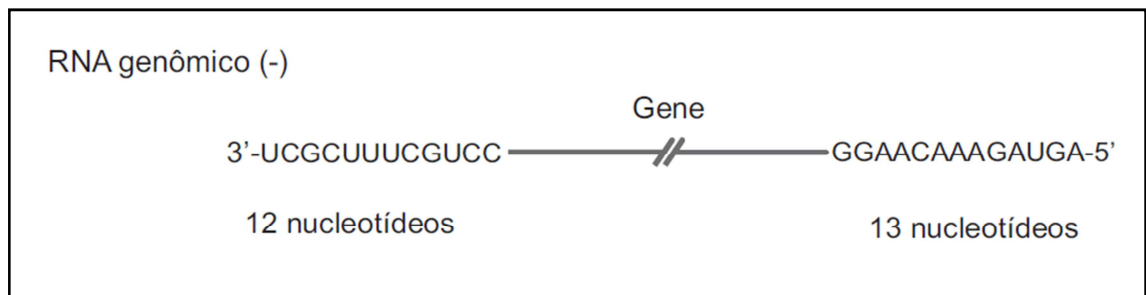 RNA genômico (-)
Gene
3’-UCGCUUUCGUCC GGAACAAAGAUGA-5’
12 nucleotídeos 13 nucleotídeos